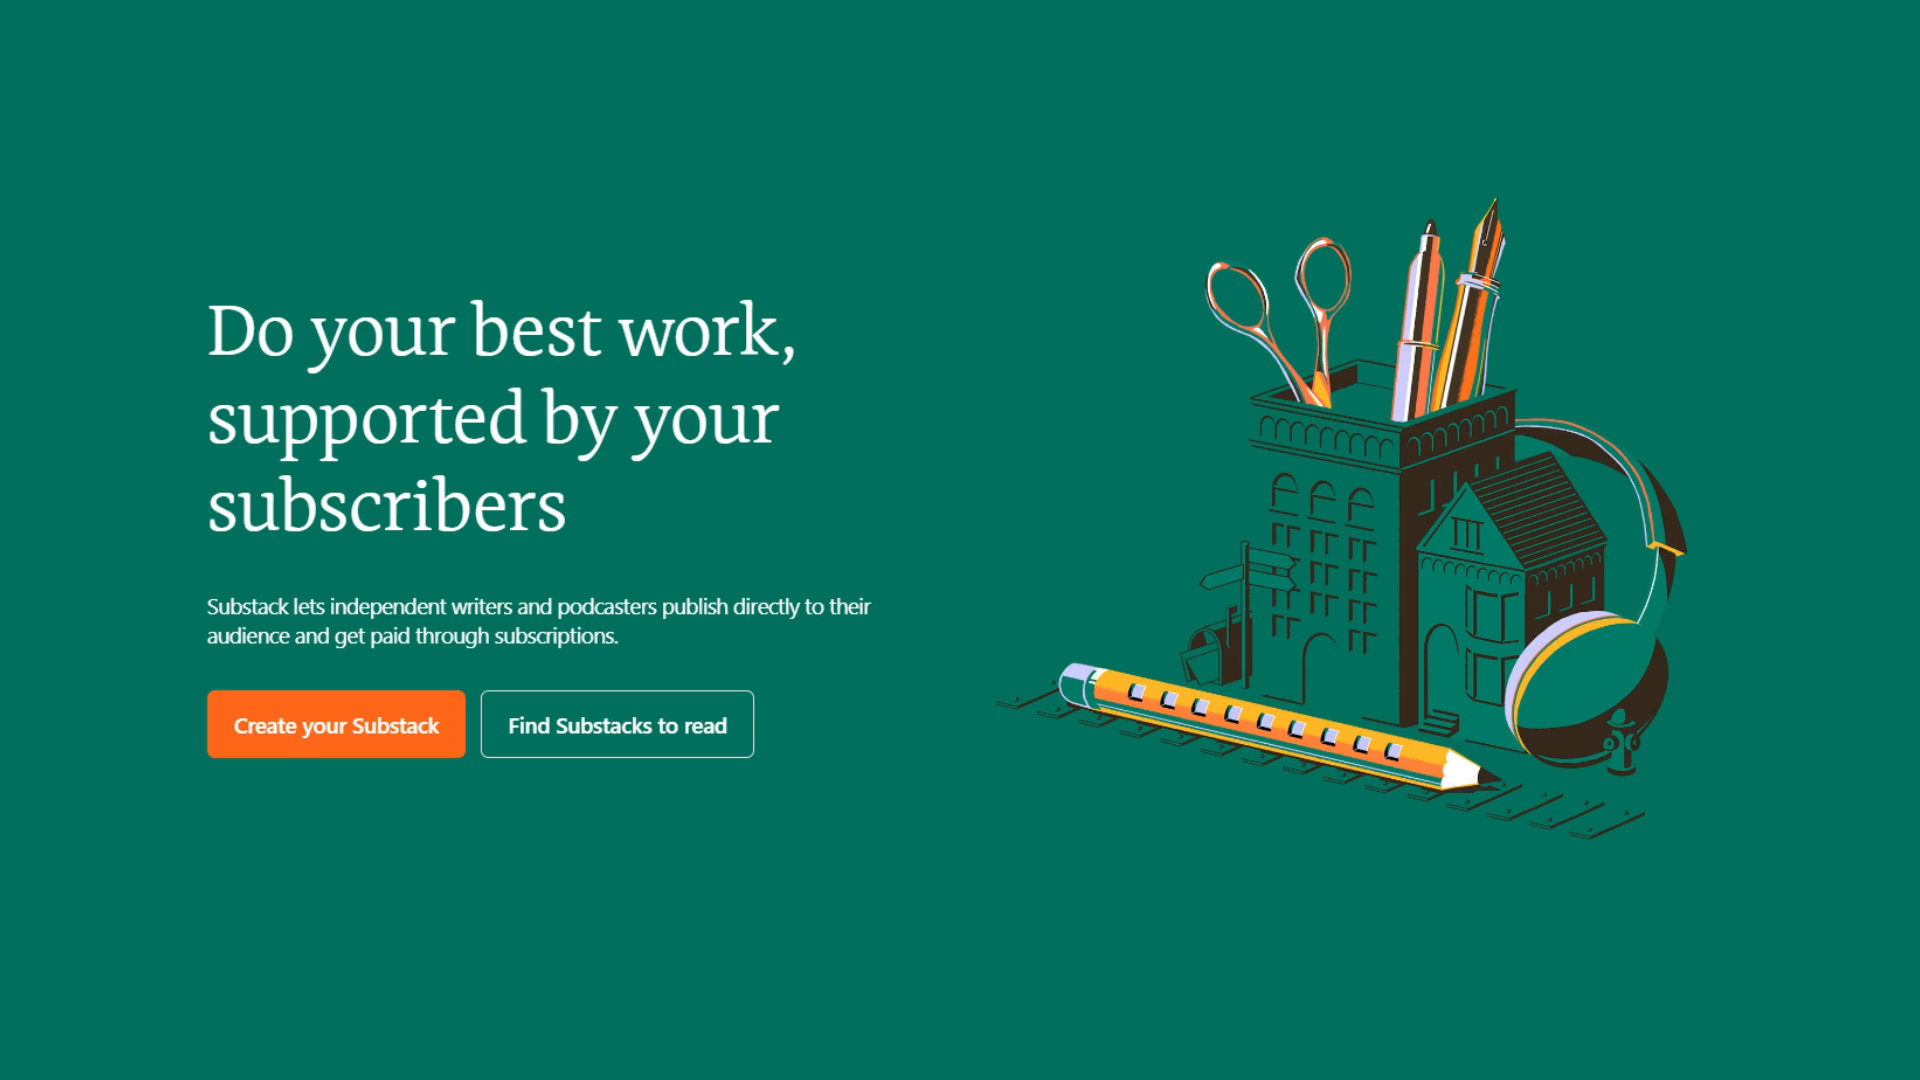 Do your best work,
supported by your
subscribers
Substack lets independent writers and podcasters publish directly to their
audience and get paid through subscriptions.
Create your Substack
Find Substacks to read